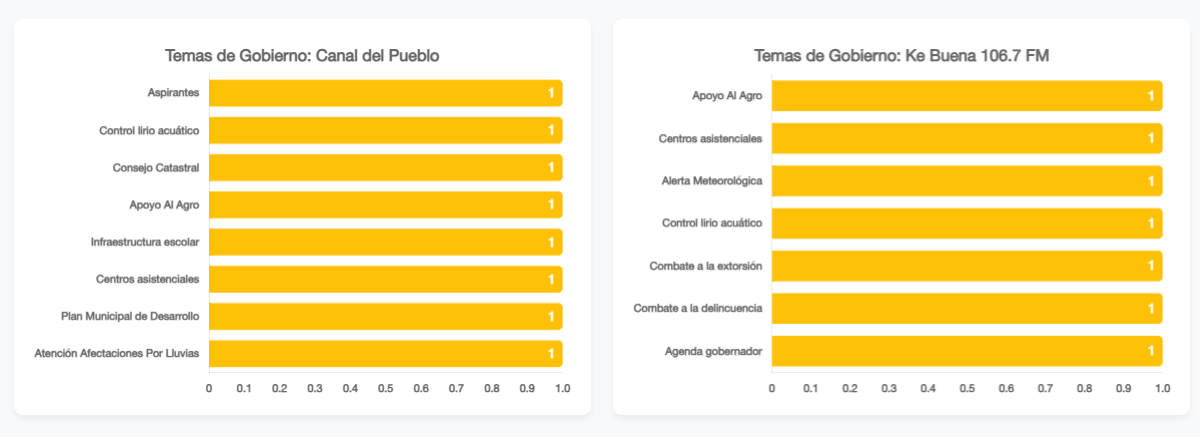 Temas de Gobierno: Canal del Pueblo
Aspirantes 1
Control lirio acuático 1
Consejo Catastral 1
Apoyo Al Agro 1
Infraestructura escolar 1
Centros asistenciales 1
Plan Municipal de Desarrollo 1
Atención Afectaciones Por Lluvias 1
0 0.1 0.2 0.3 0.4 0.5 0.6 0.7 0.8 0.9 1.0
Temas de Gobierno: Ke Buena 106.7 FM
Apoyo Al Agro 1
Centros asistenciales 1
Alerta Meteorológica 1
Control lirio acuático 1
Combate a la extorsión 1
Combate a la delincuencia 1
Agenda gobernador 1
0 0.1 0.2 0.3 0.4 0.5 0.6 0.7 0.8 0.9 1.0